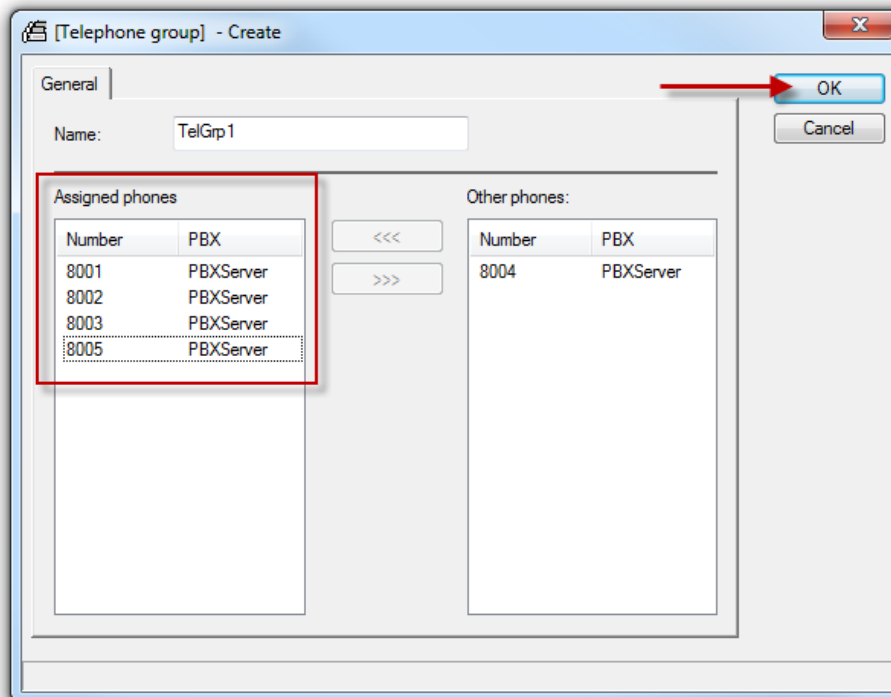 [Telephone group] - Create
General
OK
Name: TelGrp1
Cancel
Assigned phones
Other phones:
Number PBX
<<<
Number PBX
8001 PBXServer
>>>
8004 PBXServer
8002 PBXServer
8003 PBXServer
8005 PBXServer